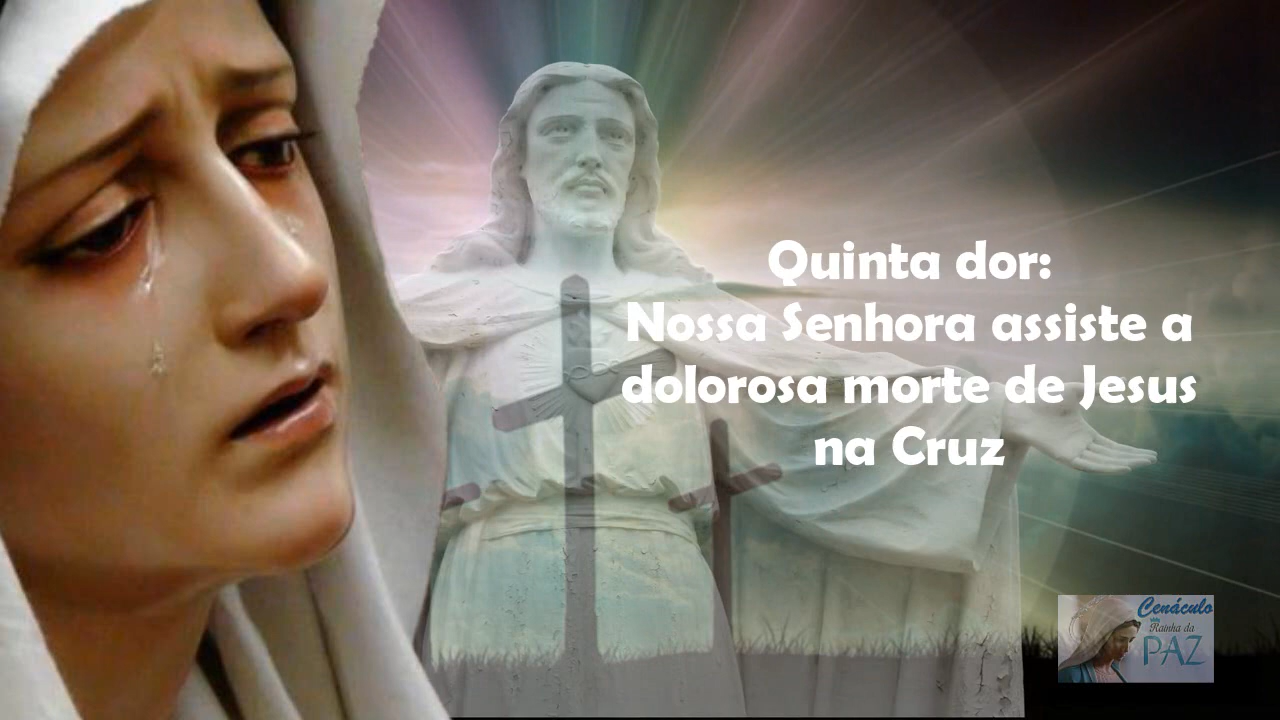 Quinta dor:
Nossa Senhora assiste a
dolorosa morte de Jesus
na Cruz
Cenáculo
Rainha da
PAZ